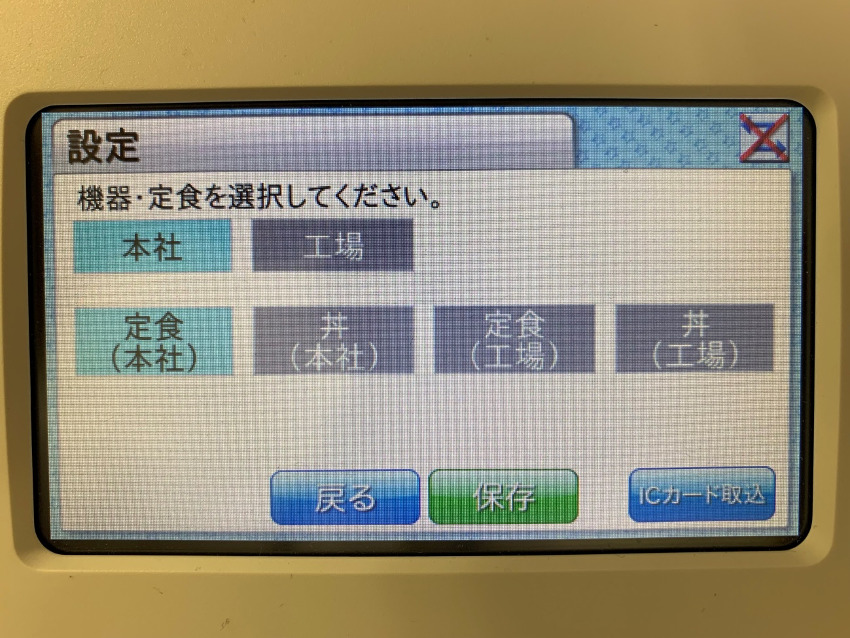 設定
機器・定食を選択してください。
本社 工場
定食 丼 定食 丼
（本社） （本社） （工場） （工場）
戻る 保存 ICカード取込